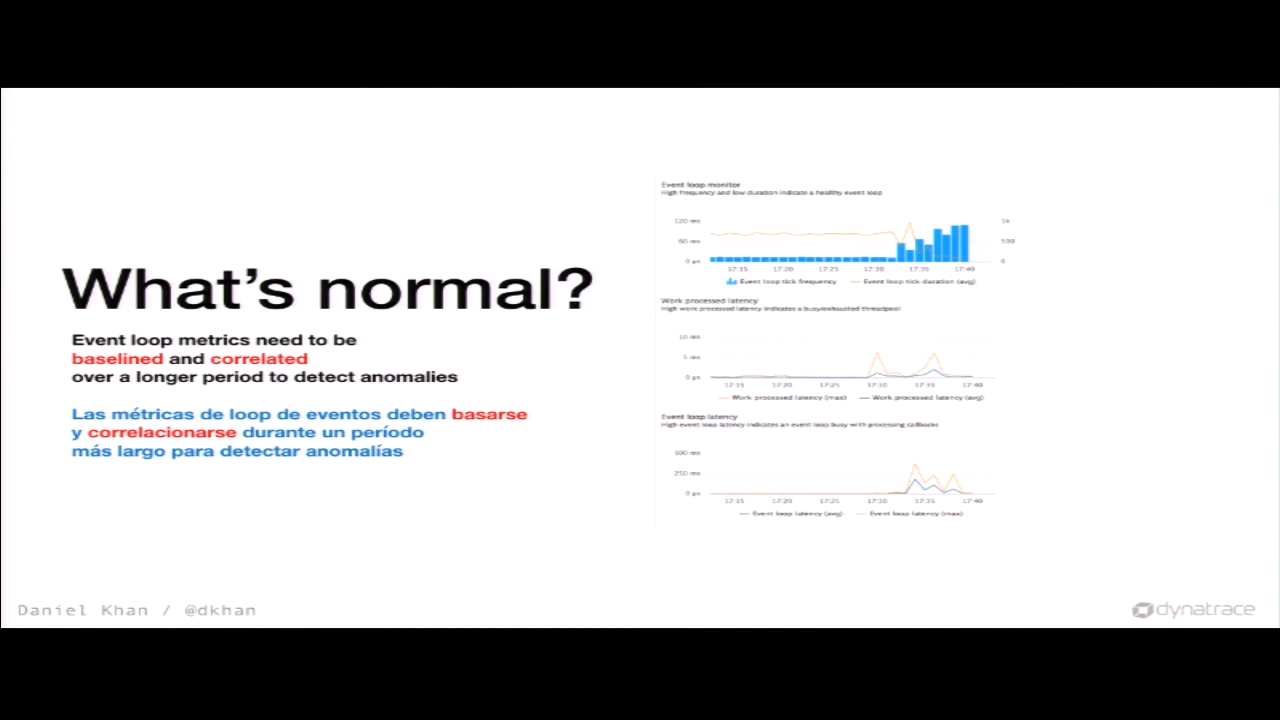 What's normal?
Event loop metrics need to be
baselined and correlated
over a longer period to detect anomalies
Las métricas de loop de eventos deben basarse
y correlacionarse durante un período
más largo para detectar anomalías
Event loop monitor
High frequency and low duration indicate a healthy event loop
120 ms
60 ms
0 µs
1k
500
0
17:15 17:20 17:25 17:30 17:35 17:40
Event loop tick frequency Event loop tick duration (avg)
Work processed latency
High work processed latency indicates a busy/exhausted threadpool
10 ms
5 ms
0 µs
17:15 17:20 17:25 17:30 17:35 17:40
Work processed latency (max) Work processed latency (avg)
Event loop latency
High event loop latency indicates an event loop busy with processing callbacks
500 ms
250 ms
0 µs
17:15 17:20 17:25 17:30 17:35 17:40
Event loop latency (avg) Event loop latency (max)
Daniel Khan / @dkhan
dynatrace